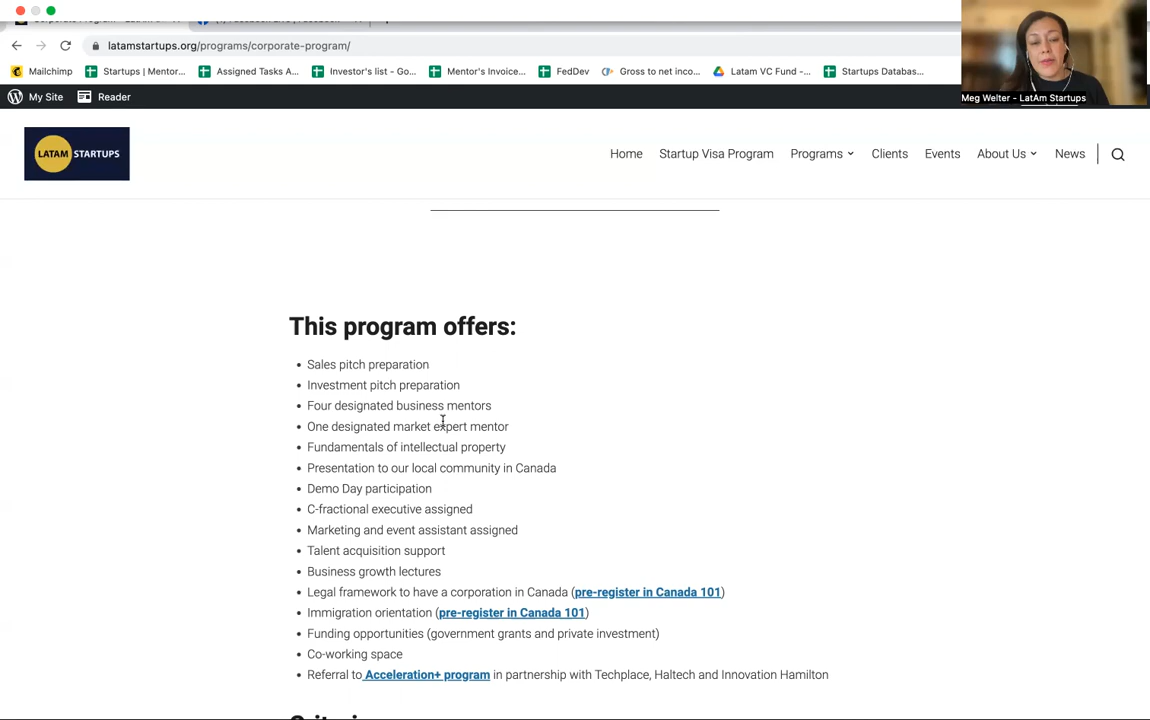 latamstartups.org/programs/corporate-program/
Mailchimp
Startups | Mentor...
Assigned Tasks A...
Investor's list - Go...
Mentor's Invoice...
FedDev
Gross to net inco...
Latam VC Fund -...
Startups Databas...
Meg Welter - LatAm Startups
My Site
Reader
LATAM STARTUPS
Home
Startup Visa Program
Programs
Clients
Events
About Us
News
This program offers:
• Sales pitch preparation
• Investment pitch preparation
• Four designated business mentors
• One designated market expert mentor
• Fundamentals of intellectual property
• Presentation to our local community in Canada
• Demo Day participation
• C-fractional executive assigned
• Marketing and event assistant assigned
• Talent acquisition support
• Business growth lectures
• Legal framework to have a corporation in Canada (pre-register in Canada 101)
• Immigration orientation (pre-register in Canada 101)
• Funding opportunities (government grants and private investment)
• Co-working space
• Referral to Acceleration+ program in partnership with Techplace, Haltech and Innovation Hamilton